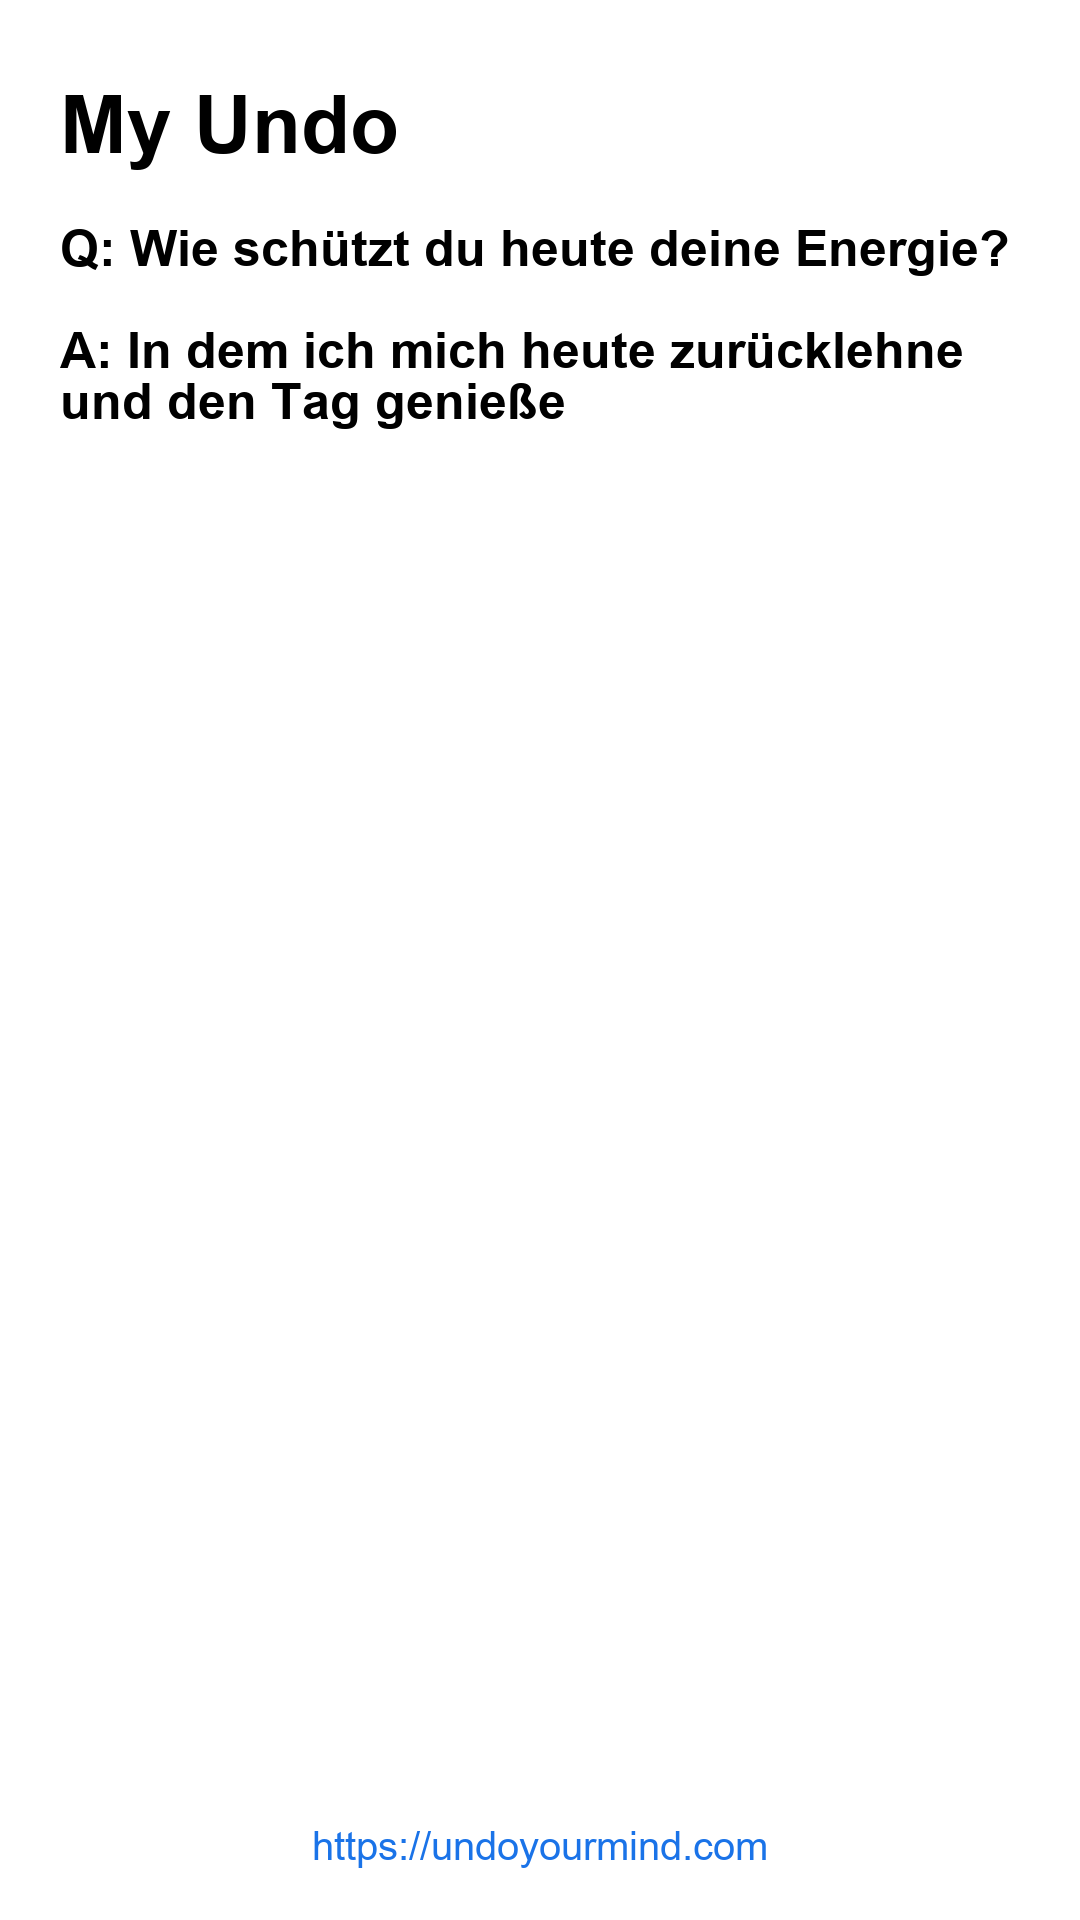 My Undo
Q: Wie schützt du heute deine Energie?
A: In dem ich mich heute zurücklehne
und den Tag genieße
https://undoyourmind.com